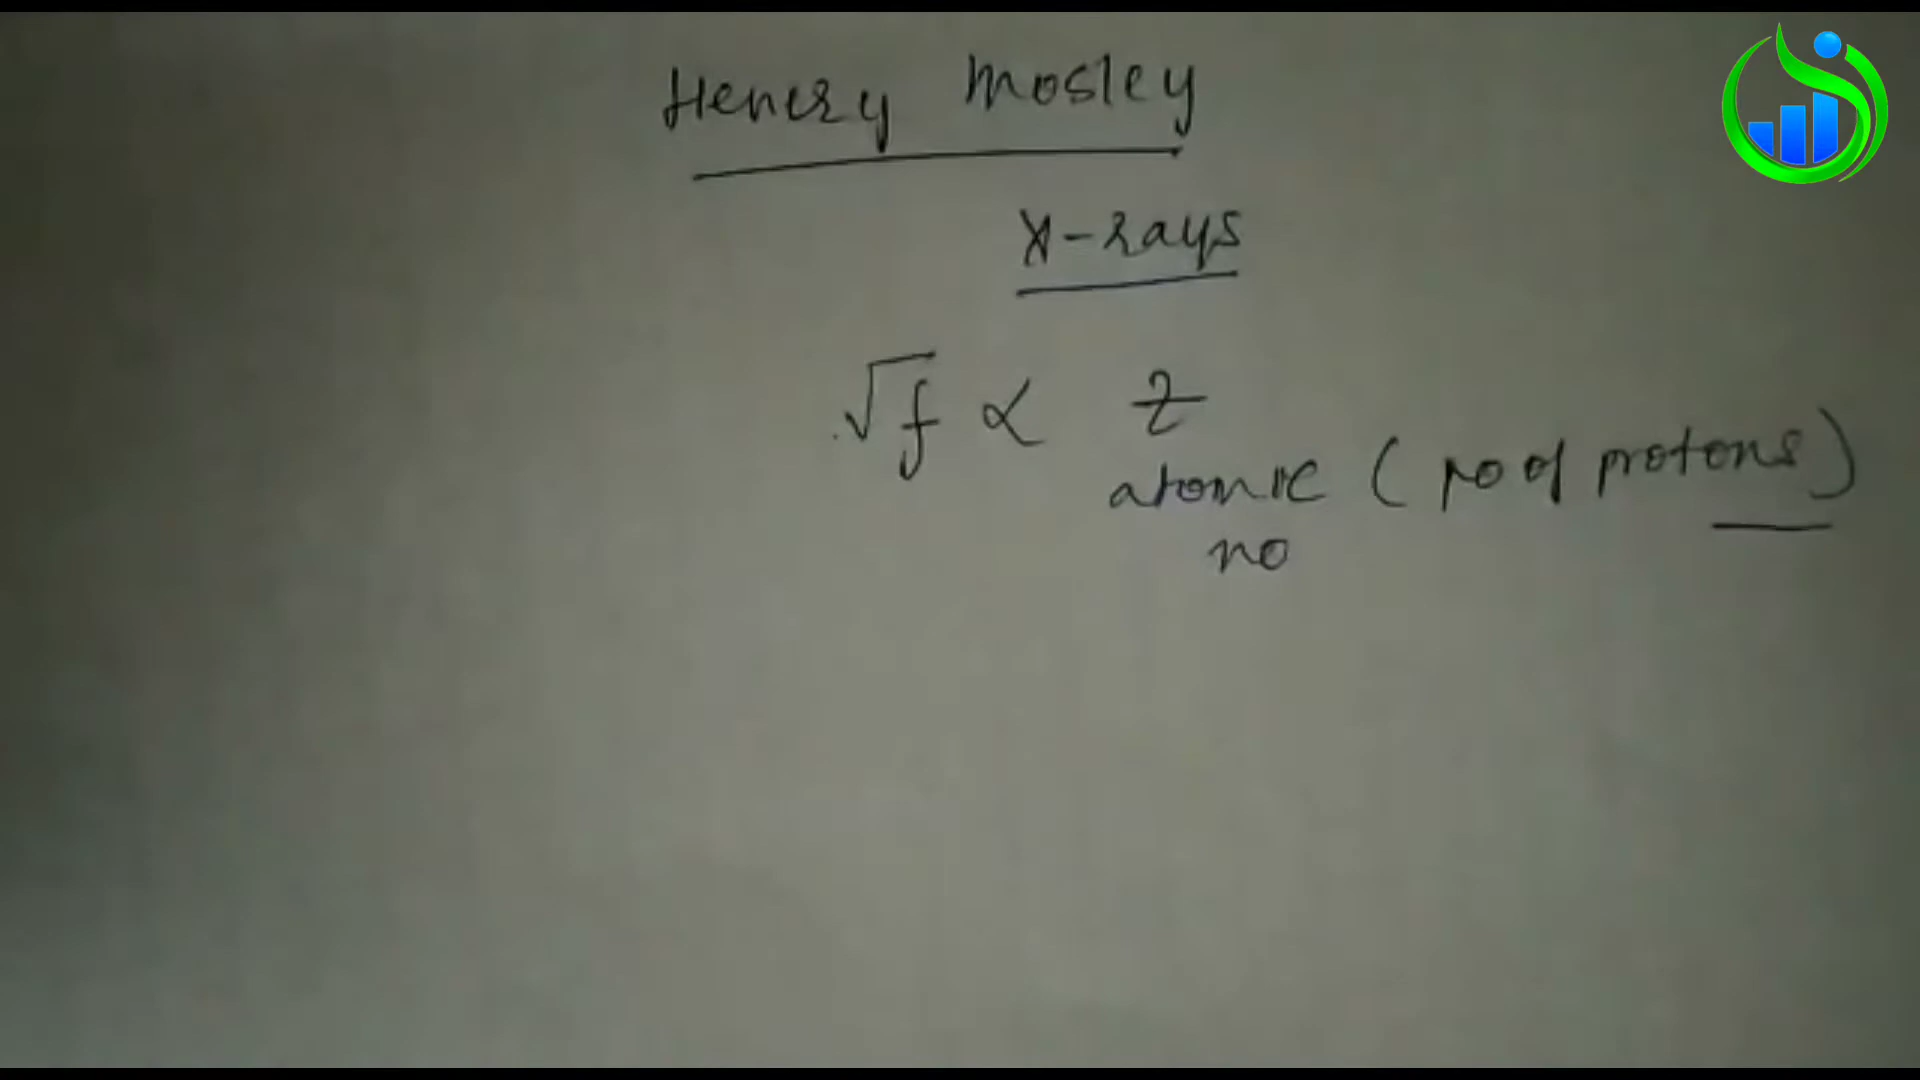 Henry Mosley
X-rays
√f ∝ Z
atomic (no of protons)
no